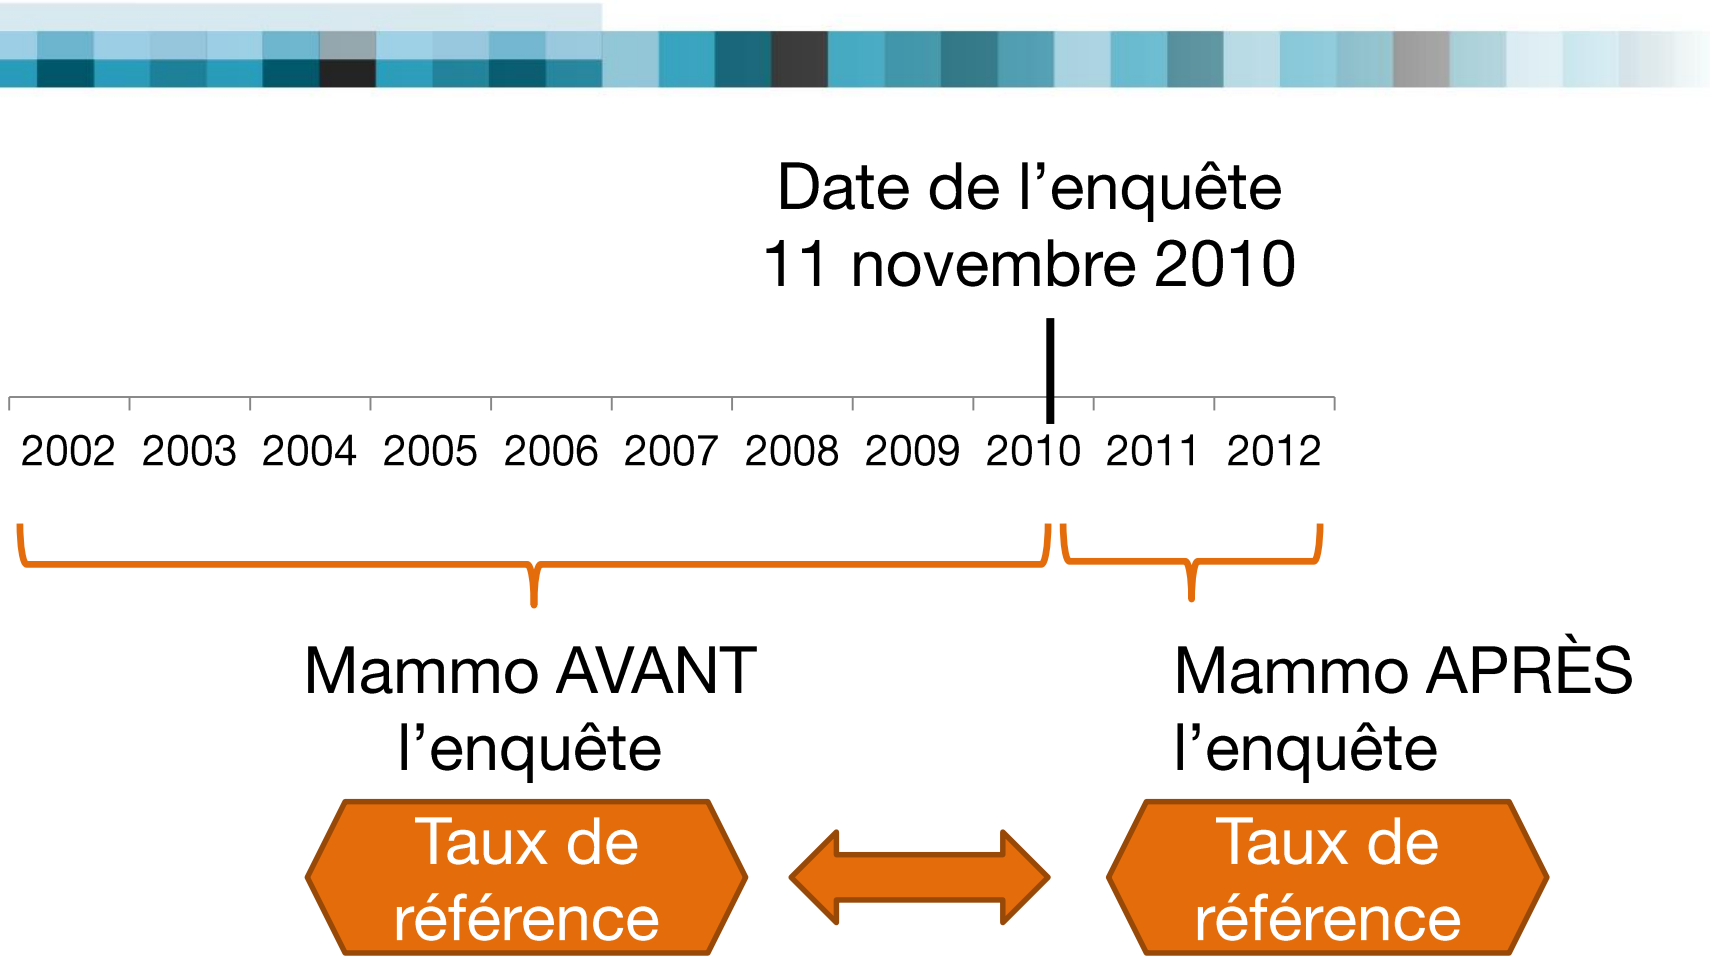 Date de l’enquête
11 novembre 2010
2002 2003 2004 2005 2006 2007 2008 2009 2010 2011 2012
Mammo AVANT
l’enquête
Mammo APRÈS
l’enquête
Taux de
référence
Taux de
référence